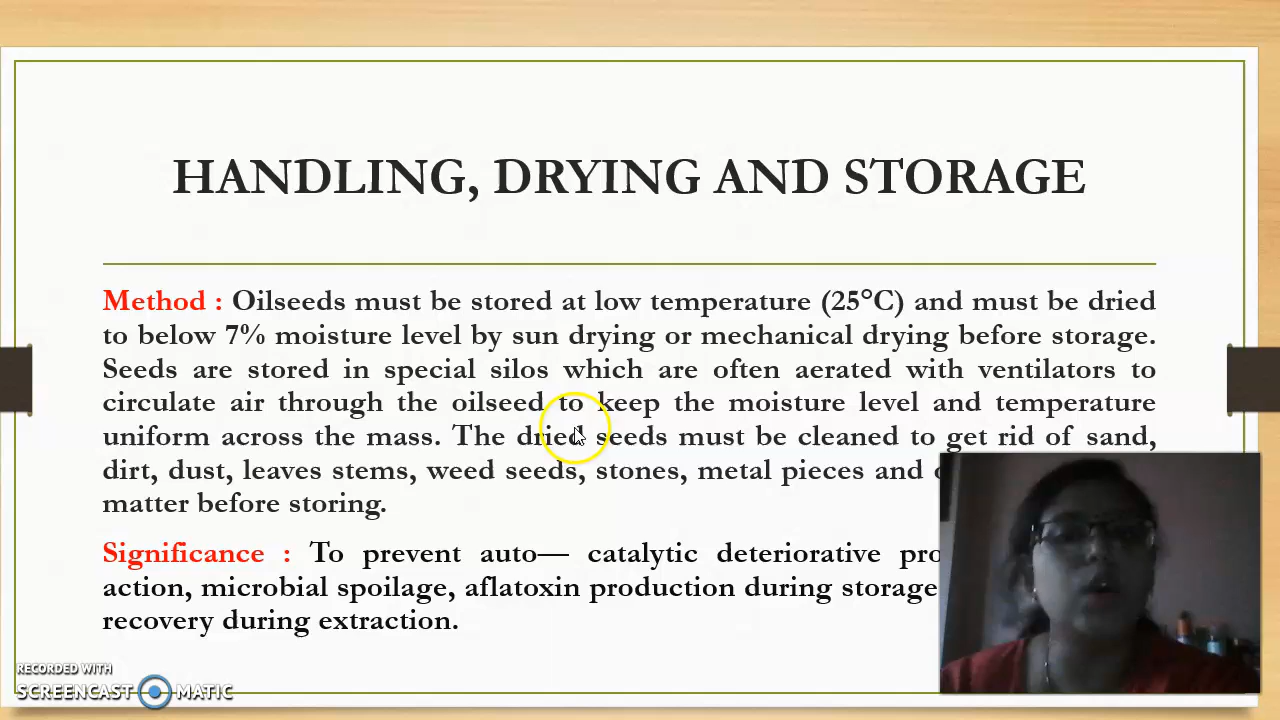 HANDLING, DRYING AND STORAGE
Method : Oilseeds must be stored at low temperature (25°C) and must be dried
to below 7% moisture level by sun drying or mechanical drying before storage.
Seeds are stored in special silos which are often aerated with ventilators to
circulate air through the oilseed to keep the moisture level and temperature
uniform across the mass. The dried seeds must be cleaned to get rid of sand,
dirt, dust, leaves stems, weed seeds, stones, metal pieces and
matter before storing.
Significance : To prevent auto— catalytic deteriorative
action, microbial spoilage, aflatoxin production during storage
recovery during extraction.
RECORDED WITH
SCREENCAST MATIC